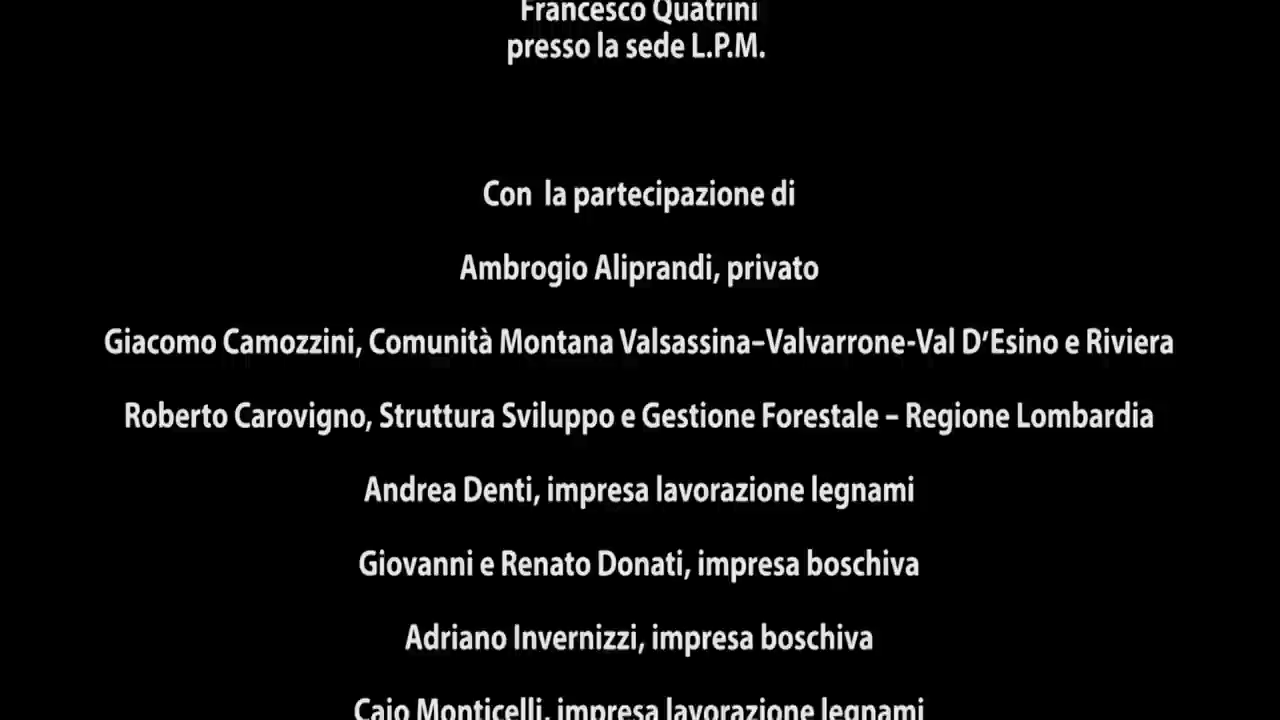 Francesco Quatrini
presso la sede L.P.M.
Con la partecipazione di
Ambrogio Aliprandi, privato
Giacomo Camozzini, Comunità Montana Valsassina–Valvarrone-Val D’Esino e Riviera
Roberto Carovigno, Struttura Sviluppo e Gestione Forestale – Regione Lombardia
Andrea Denti, impresa lavorazione legnami
Giovanni e Renato Donati, impresa boschiva
Adriano Invernizzi, impresa boschiva
Caio Monticelli, impresa lavorazione legnami